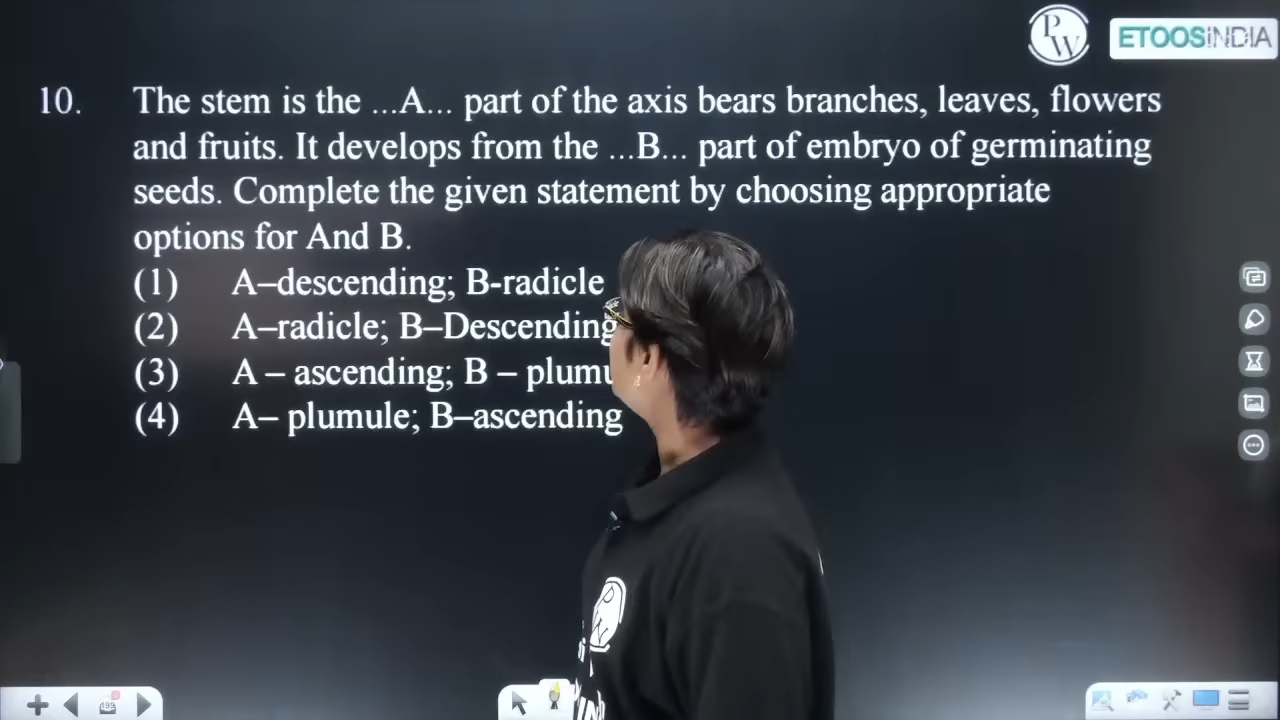 PW
ETOOSINDIA
10. The stem is the ...A... part of the axis bears branches, leaves, flowers
and fruits. It develops from the ...B... part of embryo of germinating
seeds. Complete the given statement by choosing appropriate
options for And B.
(1) A–descending; B-radicle
(2) A–radicle; B–Descending
(3) A – ascending; B –
(4) A– plumule; B–ascending